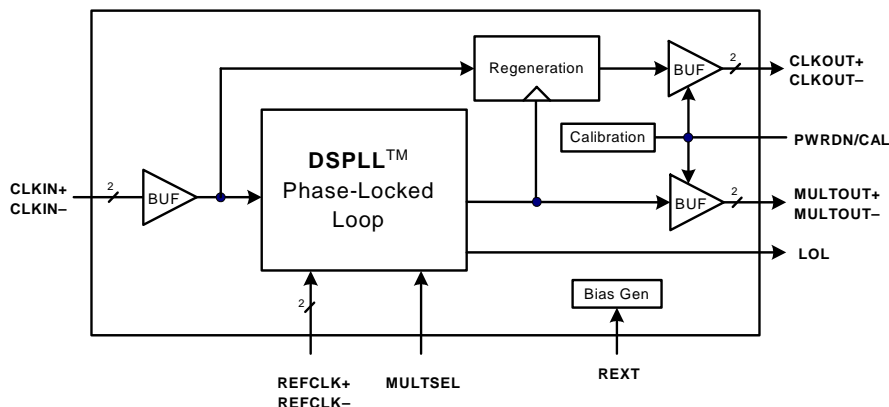 Regeneration
2
BUF
CLKOUT+
CLKOUT–
Calibration
PWRDN/CAL
DSPLL™
Phase-Locked
Loop
CLKIN+
CLKIN–
2
BUF
BUF
2
MULTOUT+
MULTOUT–
LOL
2
Bias Gen
REFCLK+
REFCLK–
MULTSEL
REXT